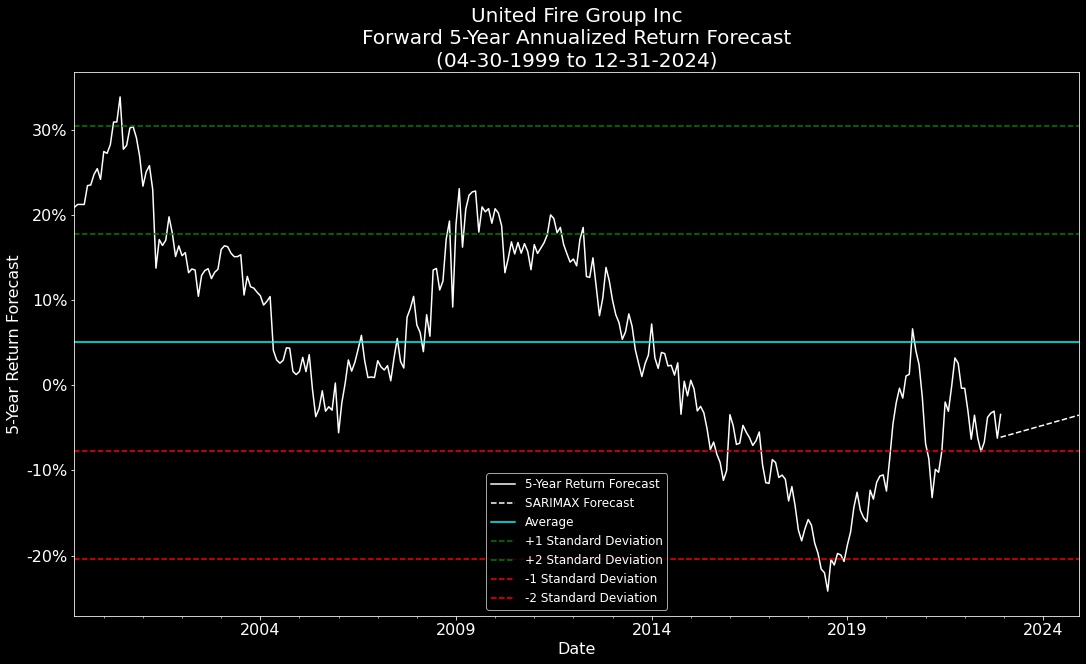 United Fire Group Inc
Forward 5-Year Annualized Return Forecast
(04-30-1999 to 12-31-2024)
5-Year Return Forecast
30%
20%
10%
0%
-10%
-20%
5-Year Return Forecast
SARIMAX Forecast
Average
+1 Standard Deviation
+2 Standard Deviation
-1 Standard Deviation
-2 Standard Deviation
2004 2009 2014 2019 2024
Date